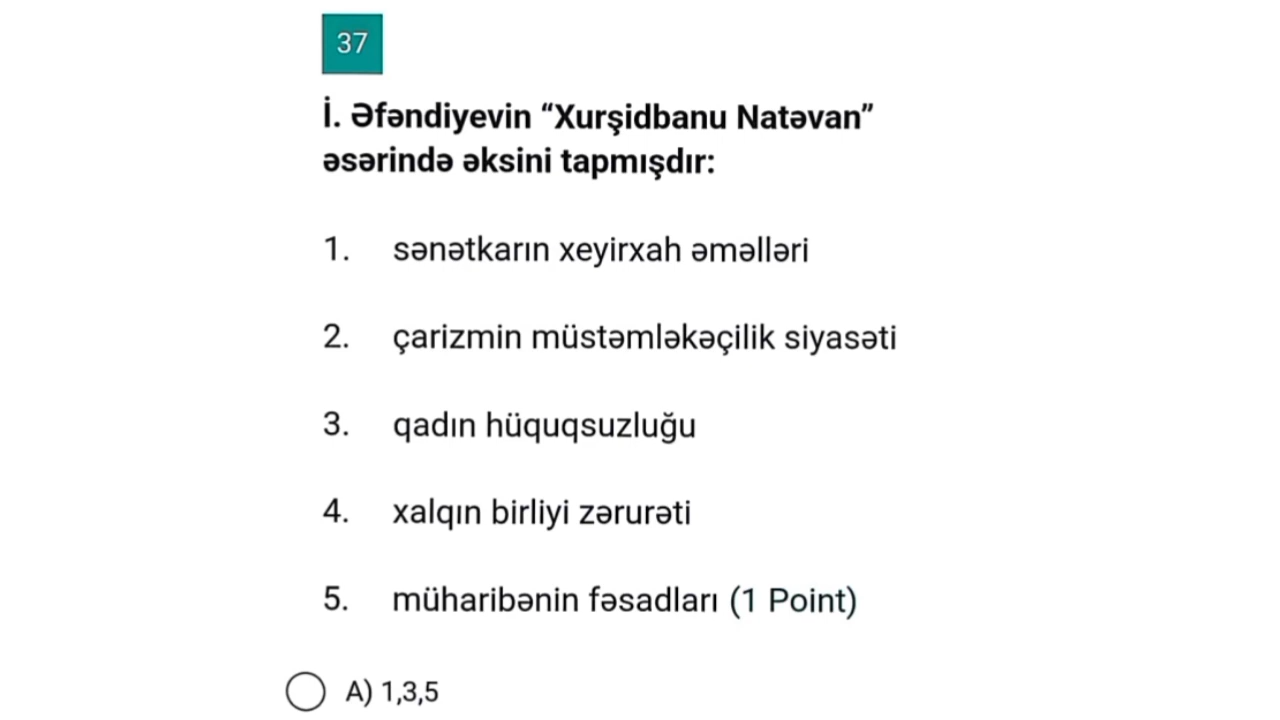 37
İ. Əfəndiyevin “Xurşidbanu Natəvan”
əsərində əksini tapmışdır:
1. sənətkarın xeyirxah əməlləri
2. çarizmin müstəmləkəçilik siyasəti
3. qadın hüquqsuzluğu
4. xalqın birliyi zərurəti
5. müharibənin fəsadları (1 Point)
A) 1,3,5